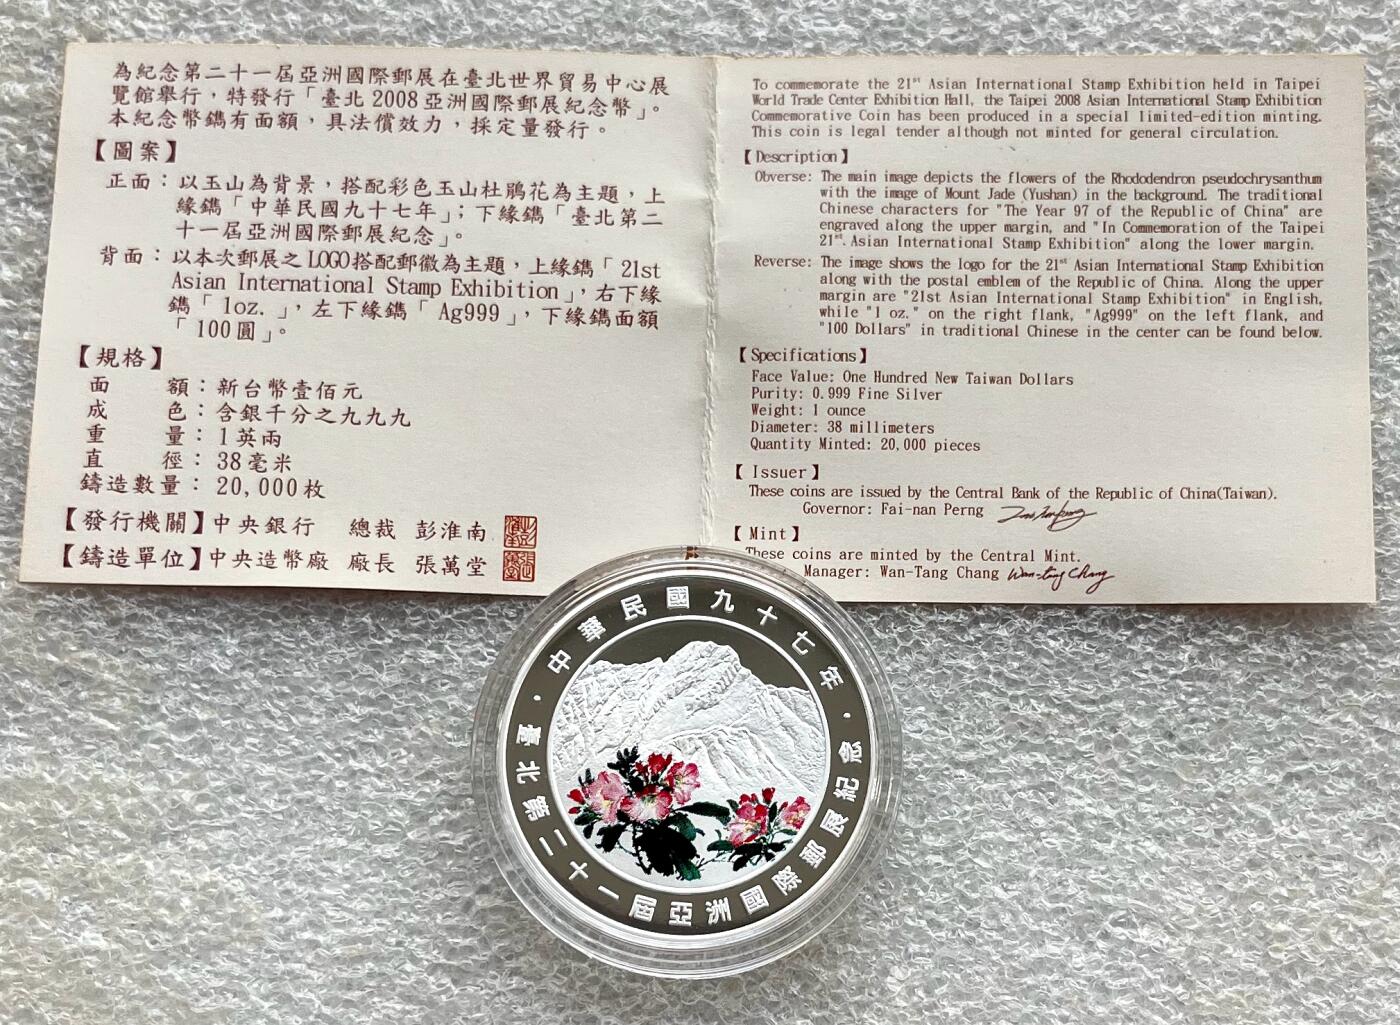 為紀念第二十一屆亞洲國際郵展在臺北世界貿易中心展
覽館舉行，特發行「臺北2008亞洲國際郵展紀念幣」。
本紀念幣鐫有面額，具法償效力，採定量發行。
【圖案】
正面：以玉山為背景，搭配彩色玉山杜鵑花為主題，上
緣鐫「中華民國九十七年」；下緣鐫「臺北第二
十一屆亞洲國際郵展紀念」。
背面：以本次郵展之LOGO搭配郵徽為主題，上緣鐫「21st
Asian International Stamp Exhibition」，右下緣
鐫「1oz.」，左下緣鐫「Ag999」，下緣鐫面額
「100圓」。
【規格】
面 額：新台幣壹佰元
成 色：含銀千分之九九九
重 量：1英兩
直 徑：38毫米
鑄造數量：20,000枚
【發行機關】中央銀行 總裁 彭淮南
【鑄造單位】中央造幣廠 廠長 張萬堂
To commemorate the 21st Asian International Stamp Exhibition held in Taipei
World Trade Center Exhibition Hall, the Taipei 2008 Asian International Stamp Exhibition
Commemorative Coin has been produced in a special limited-edition minting.
This coin is legal tender although not minted for general circulation.
【Description】
Obverse: The main image depicts the flowers of the Rhododendron pseudochrysanthum
with the image of Mount Jade (Yushan) in the background. The traditional
Chinese characters for "The Year 97 of the Republic of China" are
engraved along the upper margin, and "In Commemoration of the Taipei
21st. Asian International Stamp Exhibition" along the lower margin.
Reverse: The image shows the logo for the 21st Asian International Stamp Exhibition
along with the postal emblem of the Republic of China. Along the upper
margin are "21st Asian International Stamp Exhibition" in English,
while "1 oz." on the right flank, "Ag999" on the left flank, and
"100 Dollars" in traditional Chinese in the center can be found below.
【Specifications】
Face Value: One Hundred New Taiwan Dollars
Purity: 0.999 Fine Silver
Weight: 1 ounce
Diameter: 38 millimeters
Quantity Minted: 20,000 pieces
【Issuer】
These coins are issued by the Central Bank of the Republic of China(Taiwan).
Governor: Fai-nan Perng
【Mint】
These coins are minted by the Central Mint.
Manager: Wan-Tang Chang Wan-tang Chang
中華民國九十七年
臺北第二十一屆亞洲國際郵展紀念